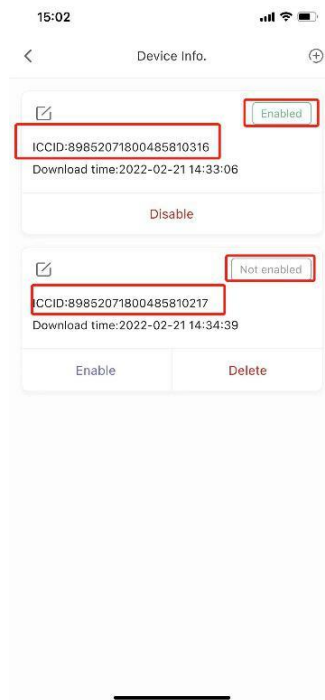 15:02
Device Info.
Enabled
ICCID:89852071800485810316
Download time:2022-02-21 14:33:06
Disable
Not enabled
ICCID:89852071800485810217
Download time:2022-02-21 14:34:39
Enable
Delete